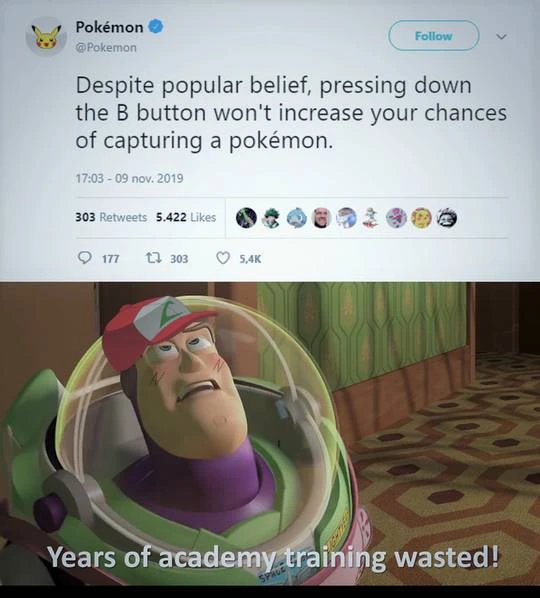 Pokémon
@Pokemon
Follow
Despite popular belief, pressing down
the B button won't increase your chances
of capturing a pokémon.
17:03 - 09 nov. 2019
303 Retweets 5.422 Likes
177 303 5,4K
Years of academy training wasted!
SPACE